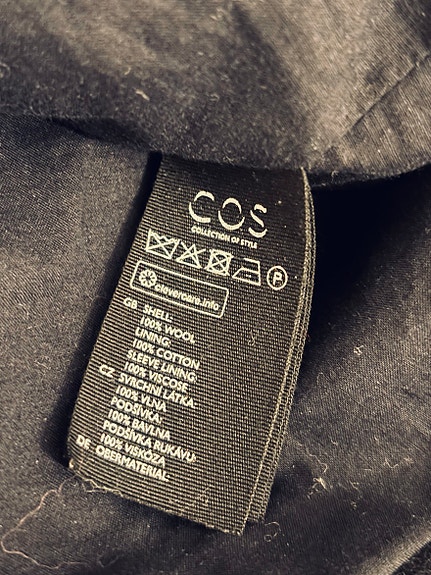 COS
COLLECTION OF STYLE
P
clevercare.info
GB SHELL:
100% WOOL
LINING:
100% COTTON
SLEEVE LINING:
100% VISCOSE
CZ SVRCHNÍ LÁTKA:
100% VLNA
PODŠÍVKA:
100% BAVLNA
PODŠÍVKA RUKÁVU:
100% VISKÓZA
DE OBERMATERIAL: